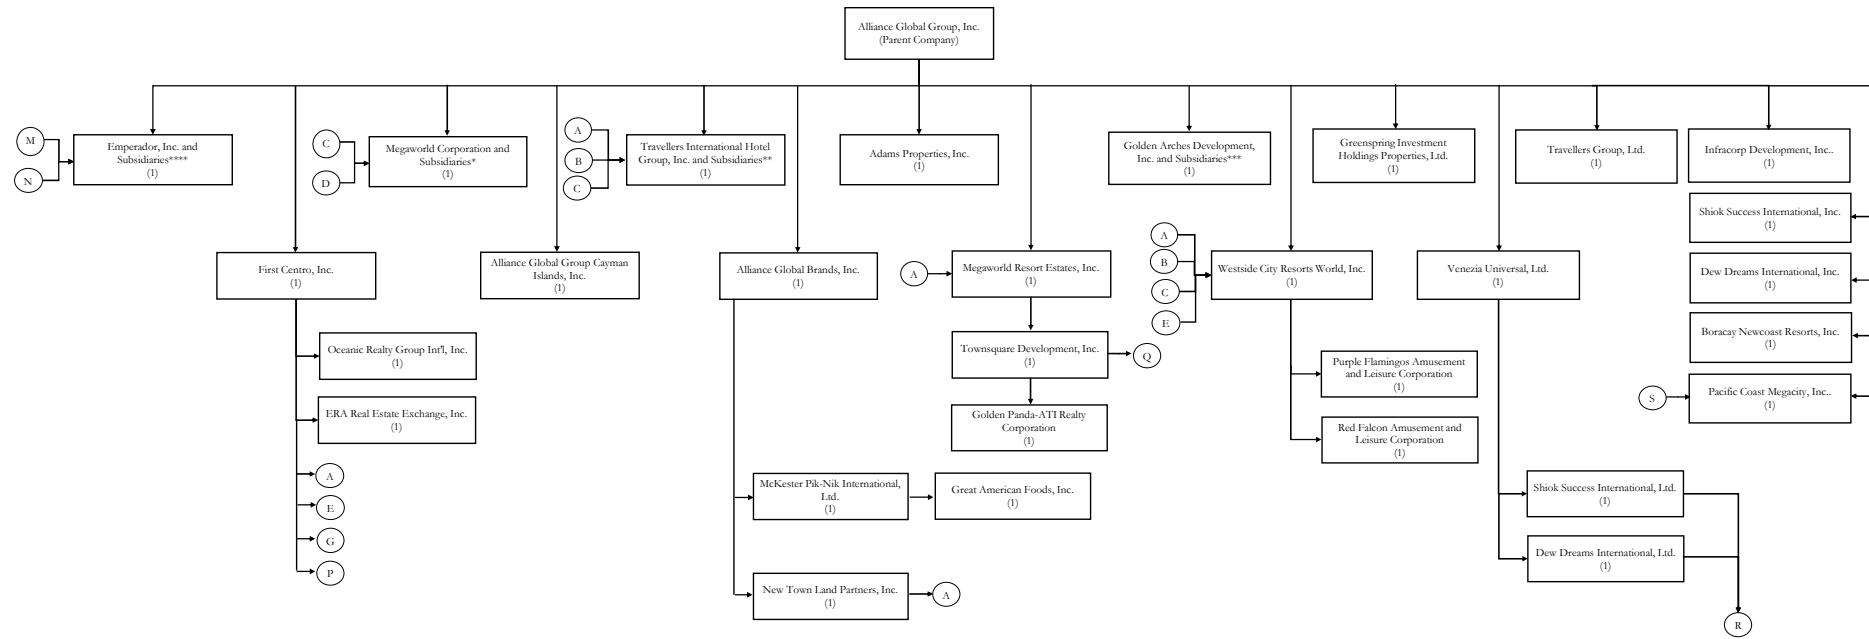 Alliance Global Group, Inc.
(Parent Company)
M
N
Emperador, Inc. and
Subsidiaries****
(1)
C
D
Megaworld Corporation and
Subsidiaries*
(1)
A
B
C
Travellers International Hotel
Group, Inc. and Subsidiaries**
(1)
Adams Properties, Inc.
(1)
Golden Arches Development,
Inc. and Subsidiaries***
(1)
Greenspring Investment
Holdings Properties, Ltd.
(1)
Travellers Group, Ltd.
(1)
Infracorp Development, Inc..
(1)
Shiok Success International, Inc.
(1)
Dew Dreams International, Inc.
(1)
Boracay Newcoast Resorts, Inc.
(1)
S
Pacific Coast Megacity, Inc..
(1)
First Centro, Inc.
(1)
Alliance Global Group Cayman
Islands, Inc.
(1)
Alliance Global Brands, Inc.
(1)
A
Megaworld Resort Estates, Inc.
(1)
A
B
C
E
Westside City Resorts World, Inc.
(1)
Venezia Universal, Ltd.
(1)
Oceanic Realty Group Int'l, Inc.
(1)
ERA Real Estate Exchange, Inc.
(1)
A
E
G
P
Townsquare Development, Inc.
(1)
Q
Golden Panda-ATI Realty
Corporation
(1)
Purple Flamingos Amusement
and Leisure Corporation
(1)
Red Falcon Amusement and
Leisure Corporation
(1)
McKester Pik-Nik International,
Ltd.
(1)
Great American Foods, Inc.
(1)
New Town Land Partners, Inc.
(1)
A
Shiok Success International, Ltd.
(1)
Dew Dreams International, Ltd.
(1)
R